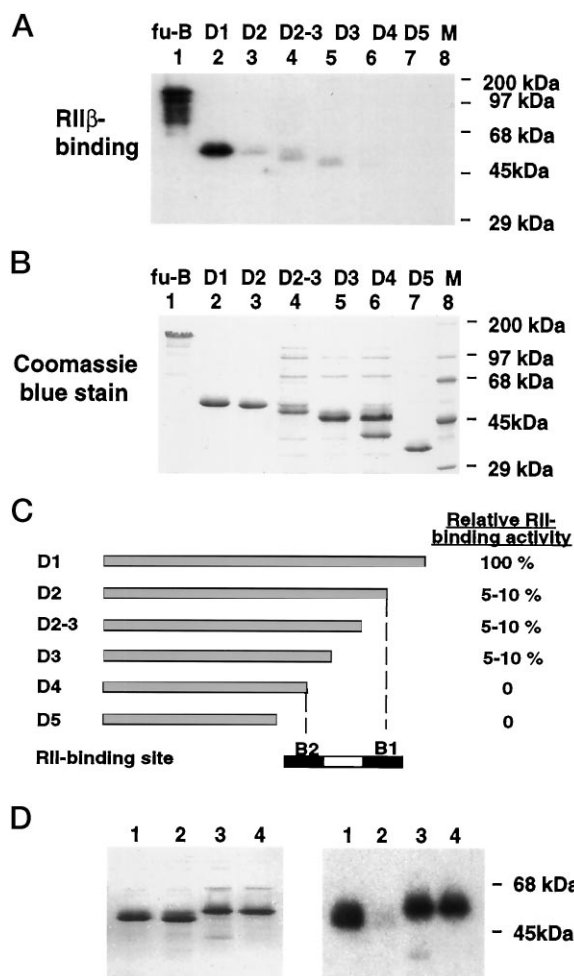 A
fu-B D1 D2 D2-3 D3 D4 D5 M
1 2 3 4 5 6 7 8
RIIβ-
binding
200 kDa
97 kDa
68 kDa
45kDa
29 kDa
B
fu-B D1 D2 D2-3 D3 D4 D5 M
1 2 3 4 5 6 7 8
Coomassie
blue stain
200 kDa
97 kDa
68 kDa
45kDa
29 kDa
C
Relative RII-
binding activity
D1 100 %
D2 5-10 %
D2-3 5-10 %
D3 5-10 %
D4 0
D5 0
B2 B1
RII-binding site
D
1 2 3 4 1 2 3 4
68 kDa
45kDa